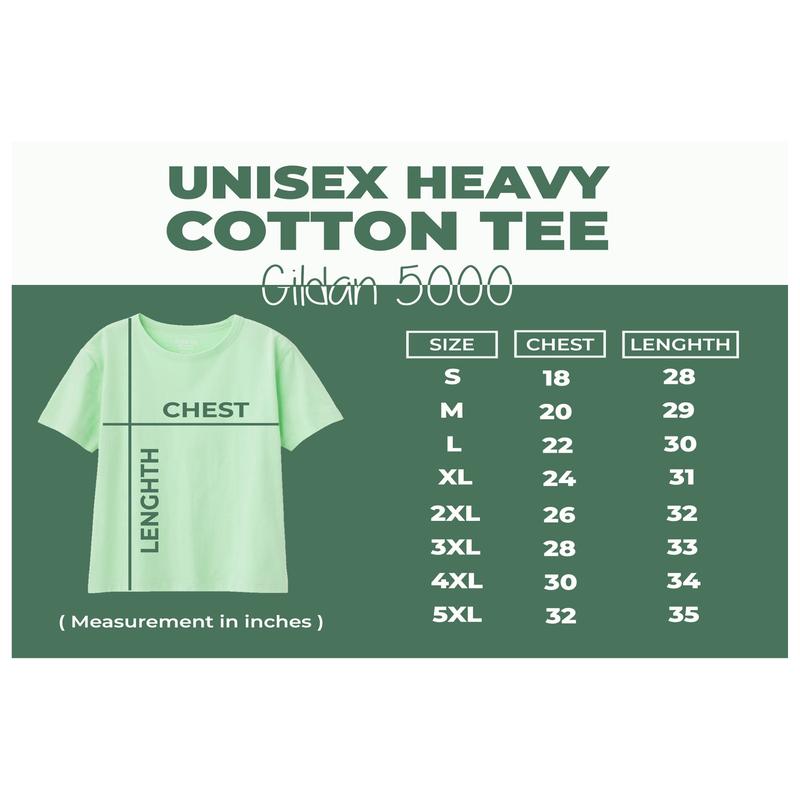 UNISEX HEAVY
COTTON TEE
Gildan 5000
CHEST
LENGHTH
( Measurement in inches )
SIZE CHEST LENGHTH
S 18 28
M 20 29
L 22 30
XL 24 31
2XL 26 32
3XL 28 33
4XL 30 34
5XL 32 35